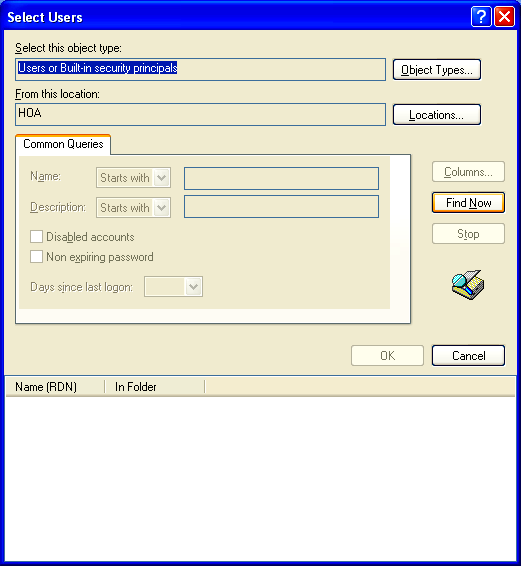 Select Users
Select this object type:
Users or Built-in security principals
Object Types...
From this location:
HOA
Locations...
Common Queries
Name: Starts with
Description: Starts with
Disabled accounts
Non expiring password
Days since last logon:
Columns...
Find Now
Stop
OK Cancel
Name (RDN) In Folder